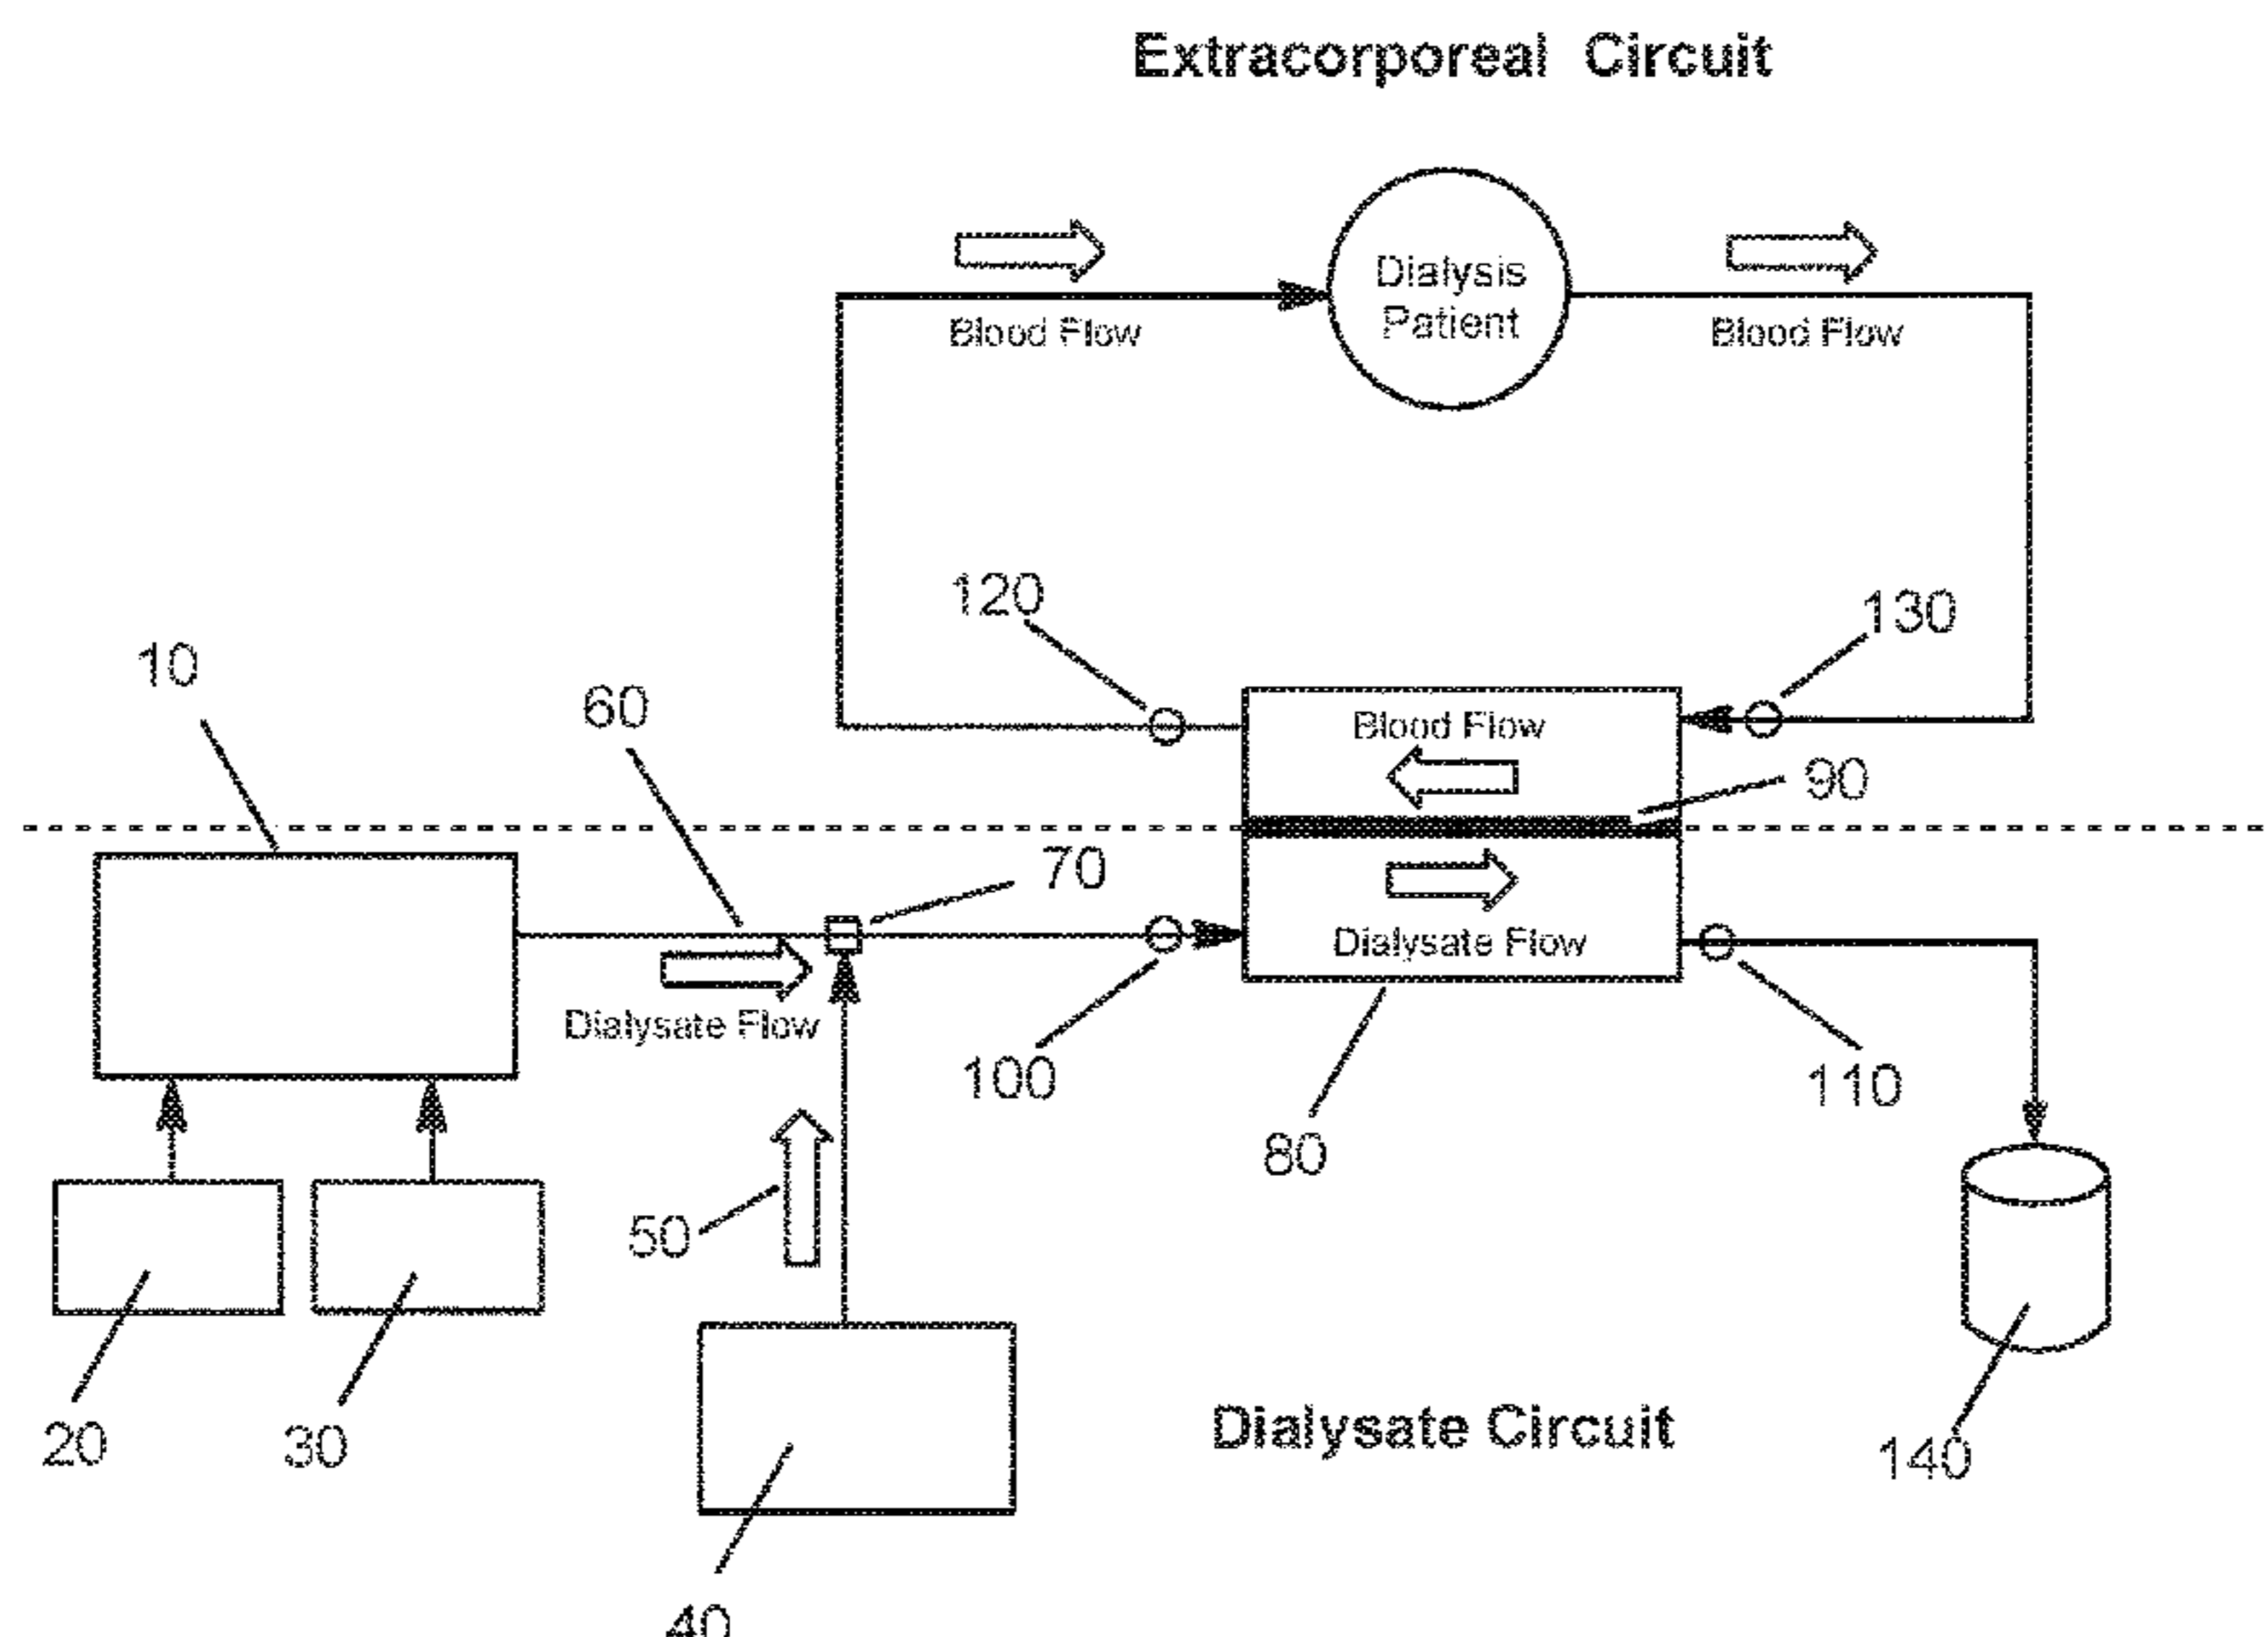 Extracorporeal Circuit
Dialysis
Patient
Blood Flow
Blood Flow
120
130
10
60
Blood Flow
90
70
Dialysate Flow
Dialysate Flow
100
110
80
50
20
30
Dialysate Circuit
140
40